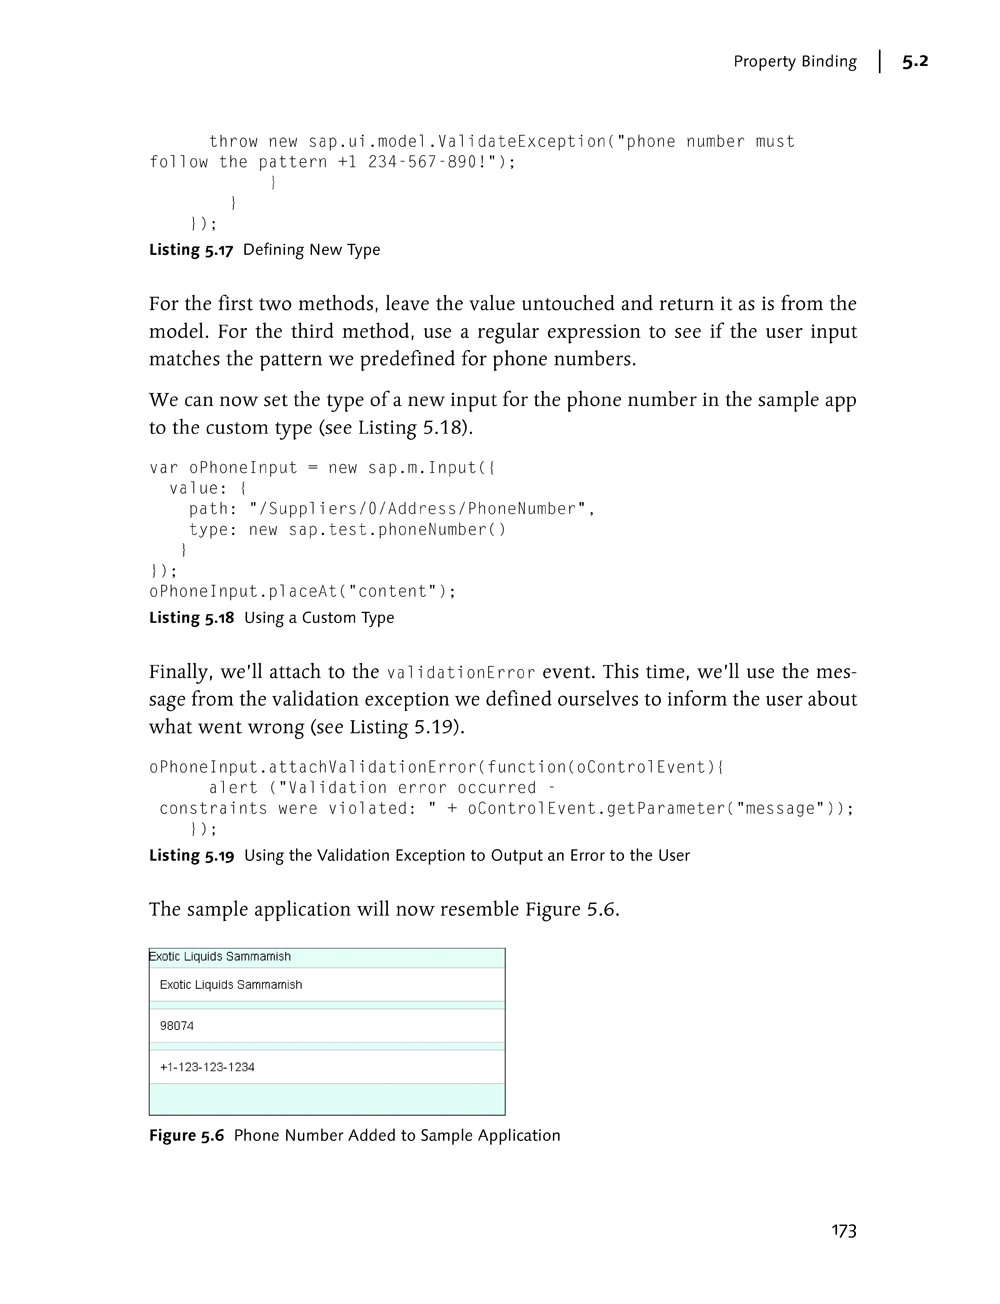 Property Binding | 5.2
throw new sap.ui.model.ValidateException("phone number must
follow the pattern +1 234-567-890!");
}
}
});
Listing 5.17 Defining New Type
For the first two methods, leave the value untouched and return it as is from the
model. For the third method, use a regular expression to see if the user input
matches the pattern we predefined for phone numbers.
We can now set the type of a new input for the phone number in the sample app
to the custom type (see Listing 5.18).
var oPhoneInput = new sap.m.Input({
value: {
path: "/Suppliers/0/Address/PhoneNumber",
type: new sap.test.phoneNumber()
}
});
oPhoneInput.placeAt("content");
Listing 5.18 Using a Custom Type
Finally, we'll attach to the validationError event. This time, we'll use the mes-
sage from the validation exception we defined ourselves to inform the user about
what went wrong (see Listing 5.19).
oPhoneInput.attachValidationError(function(oControlEvent){
alert ("Validation error occurred -
constraints were violated: " + oControlEvent.getParameter("message"));
});
Listing 5.19 Using the Validation Exception to Output an Error to the User
The sample application will now resemble Figure 5.6.
Exotic Liquids Sammamish
Exotic Liquids Sammamish
98074
+1-123-123-1234
Figure 5.6 Phone Number Added to Sample Application
173